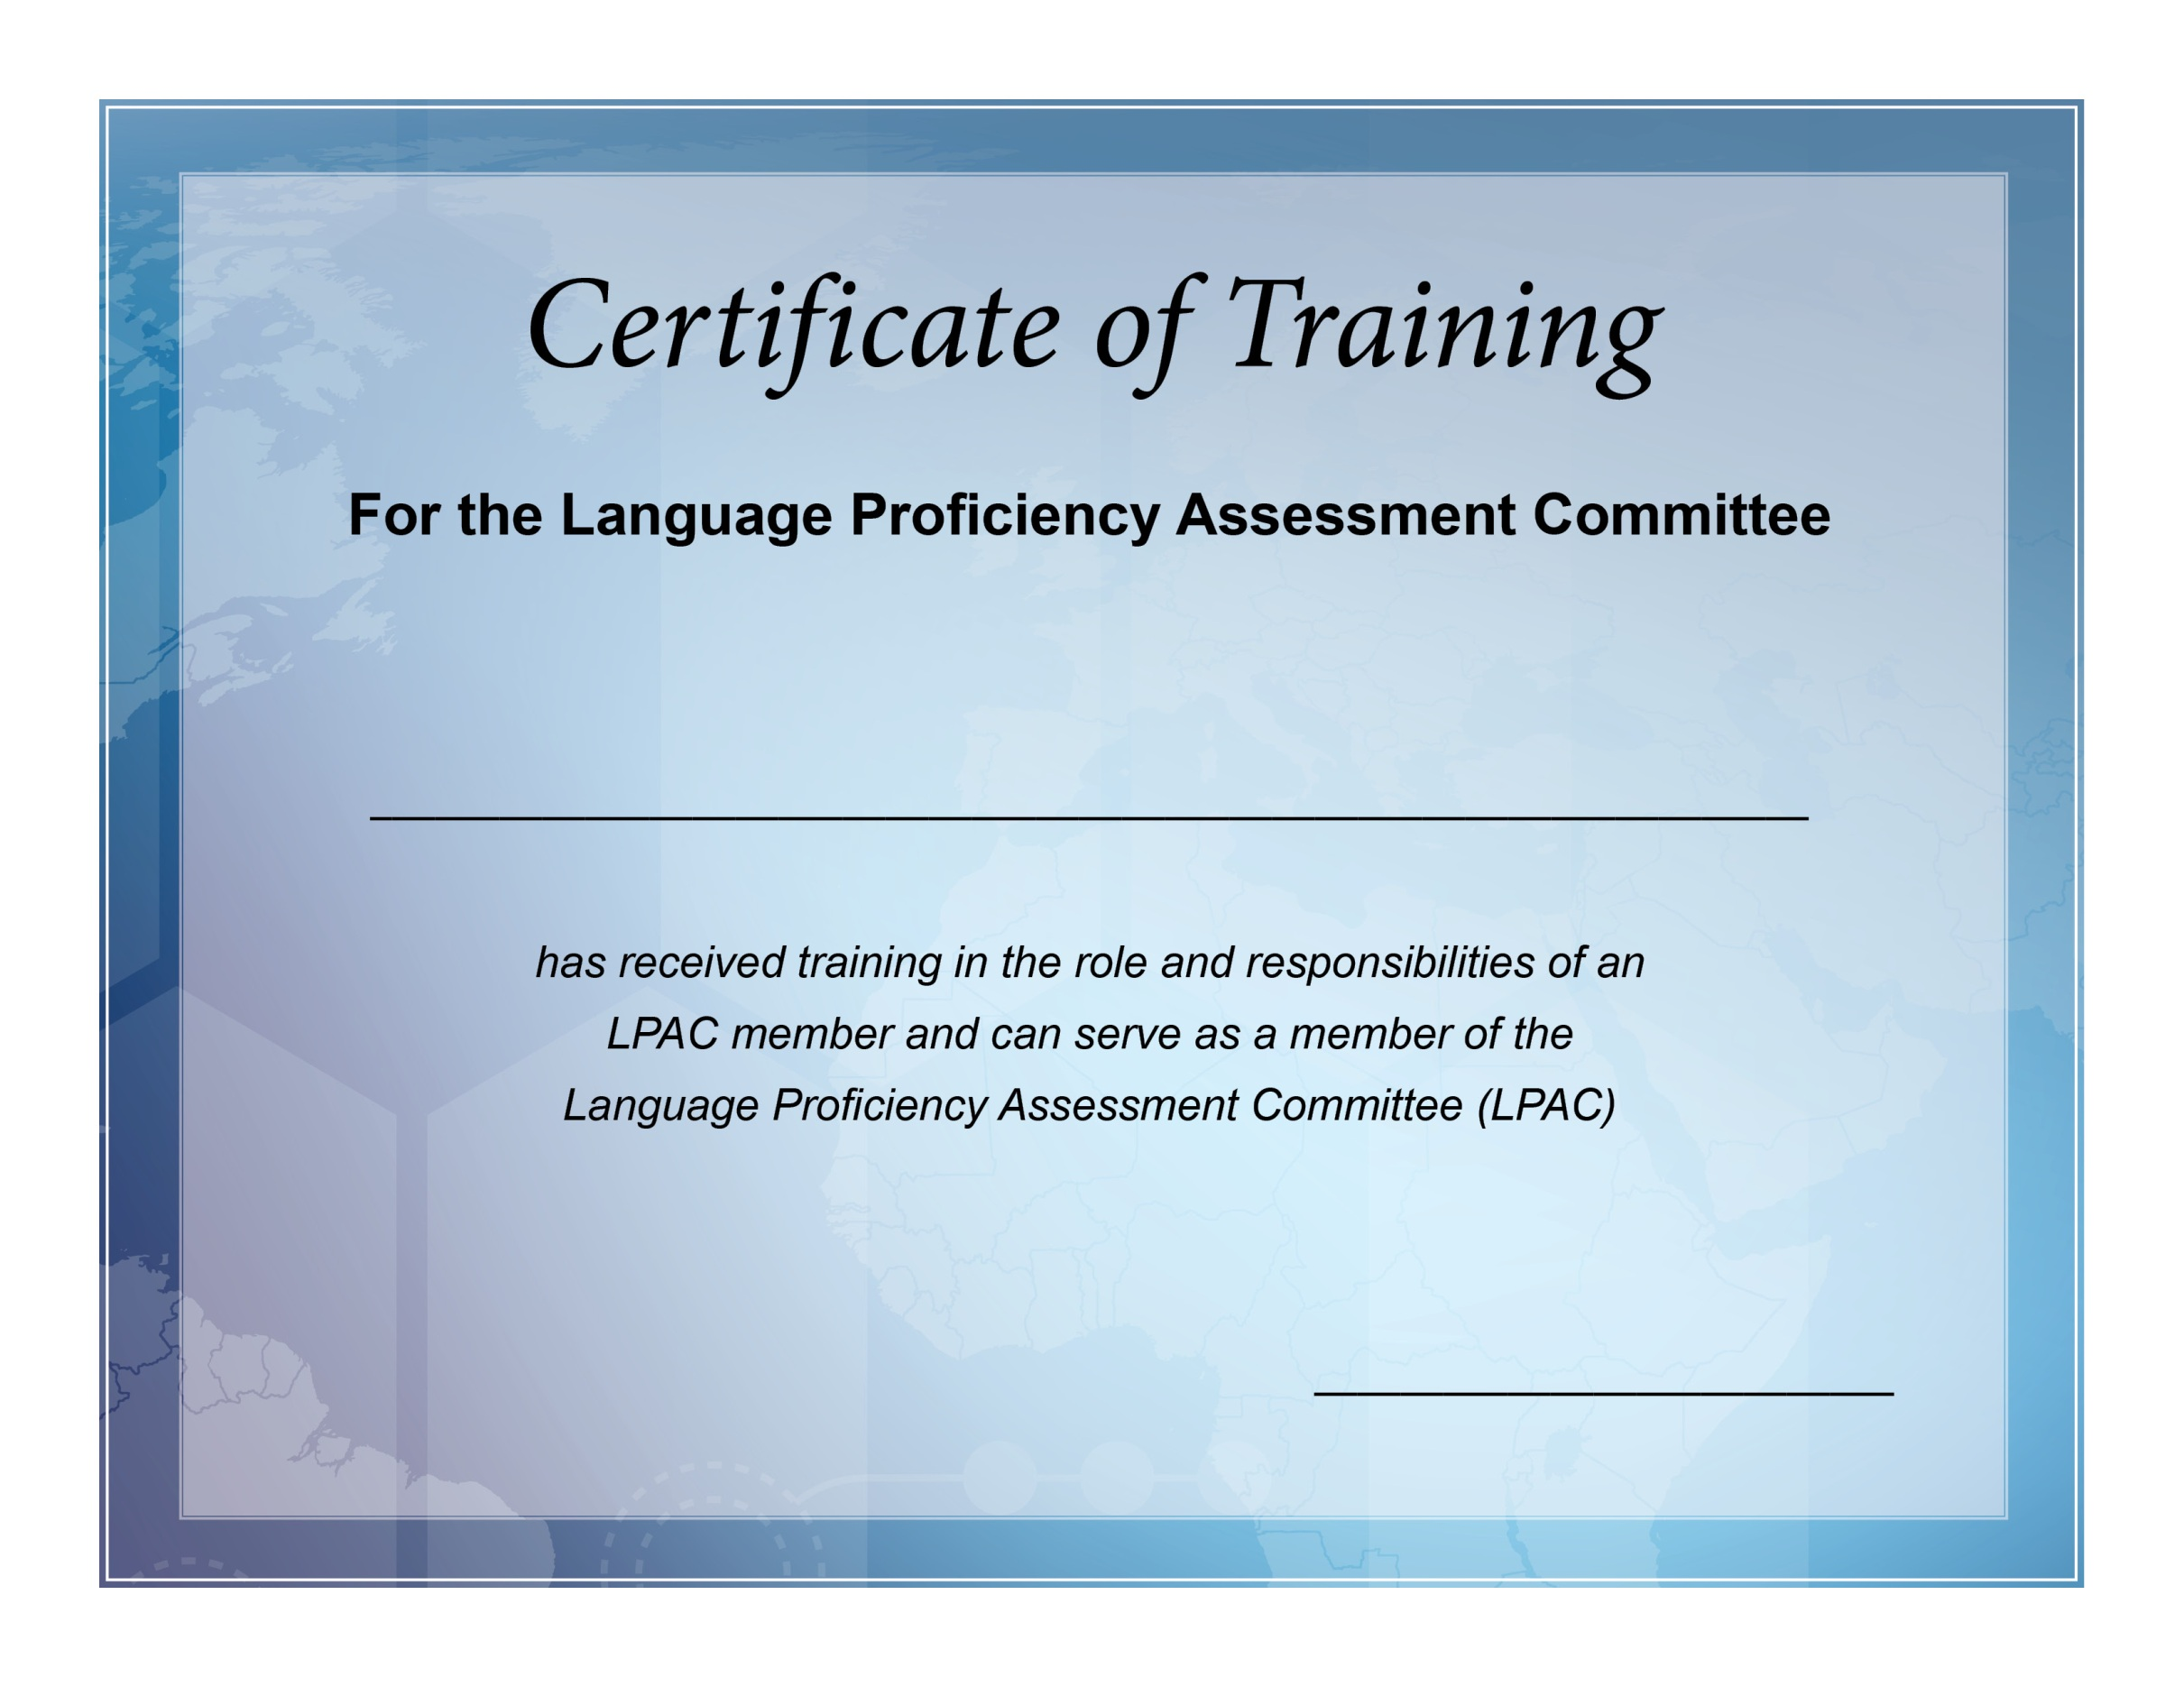 Certificate of Training
For the Language Proficiency Assessment Committee
has received training in the role and responsibilities of an
LPAC member and can serve as a member of the
Language Proficiency Assessment Committee (LPAC)